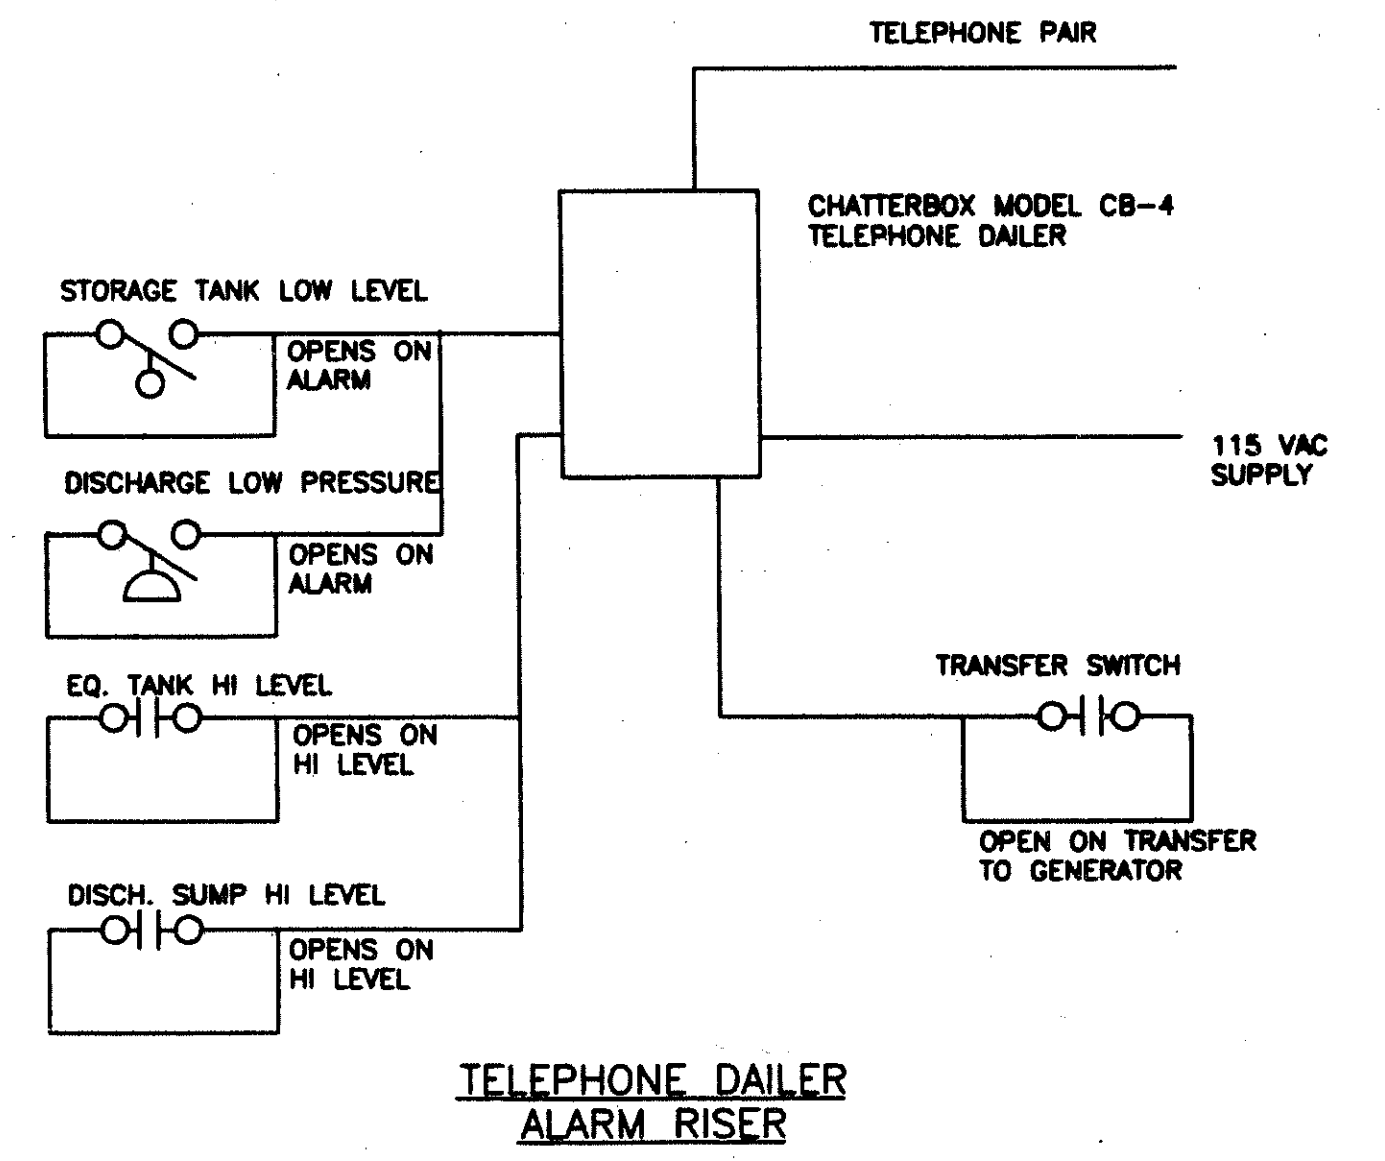 TELEPHONE PAIR
CHATTERBOX MODEL CB-4
TELEPHONE DAILER
STORAGE TANK LOW LEVEL
OPENS ON
ALARM
115 VAC
SUPPLY
DISCHARGE LOW PRESSURE
OPENS ON
ALARM
TRANSFER SWITCH
EQ. TANK HI LEVEL
OPENS ON
HI LEVEL
OPEN ON TRANSFER
TO GENERATOR
DISCH. SUMP HI LEVEL
OPENS ON
HI LEVEL
TELEPHONE DAILER
ALARM RISER